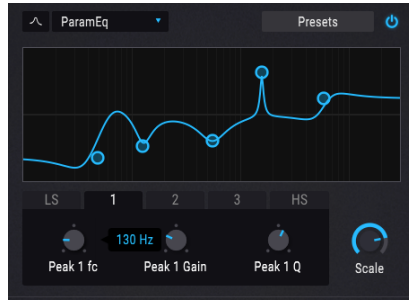 ParamEq Presets
LS 1 2 3 HS
130 Hz
Peak 1 fc Peak 1 Gain Peak 1 Q Scale